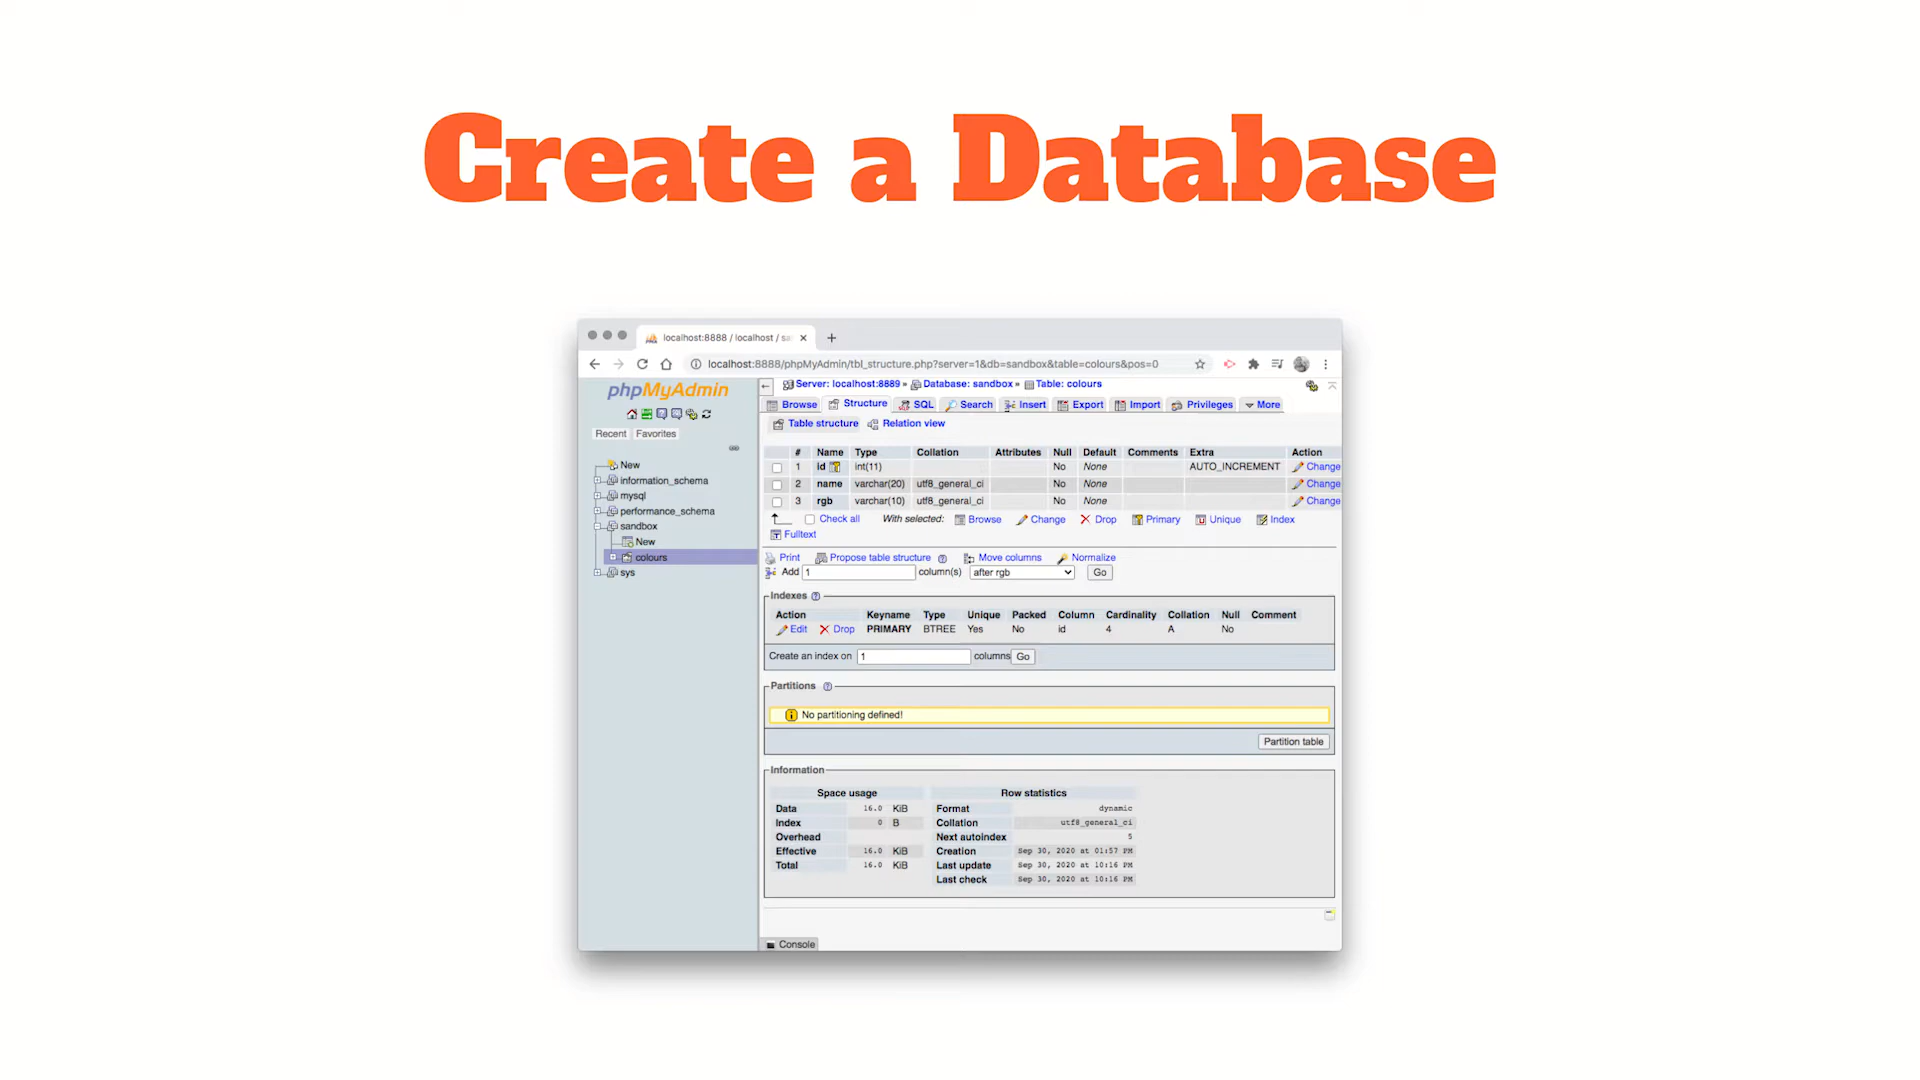 Create a Database
localhost:8888 / localhost / sa
localhost:8888/phpMyAdmin/tbl_structure.php?server=1&db=sandbox&table=colours&pos=0
phpMyAdmin
Recent Favorites
New
information_schema
mysql
performance_schema
sandbox
New
colours
sys
Server: localhost:8889 » Database: sandbox » Table: colours
Browse Structure SQL Search Insert Export Import Privileges More
Table structure Relation view
# Name Type Collation Attributes Null Default Comments Extra Action
1 id int(11) No None AUTO_INCREMENT Change
2 name varchar(20) utf8_general_ci No None Change
3 rgb varchar(10) utf8_general_ci No None Change
Check all With selected: Browse Change Drop Primary Unique Index
Fulltext
Print Propose table structure Move columns Normalize
Add 1 column(s) after rgb Go
Indexes
Action Keyname Type Unique Packed Column Cardinality Collation Null Comment
Edit Drop PRIMARY BTREE Yes No id 4 A No
Create an index on 1 columns Go
Partitions
No partitioning defined!
Partition table
Information
Space usage Row statistics
Data 16.0 KiB Format dynamic
Index 0 B Collation utf8_general_ci
Overhead Next autoindex 5
Effective 16.0 KiB Creation Sep 30, 2020 at 01:57 PM
Total 16.0 KiB Last update Sep 30, 2020 at 10:16 PM
Last check Sep 30, 2020 at 10:16 PM
Console